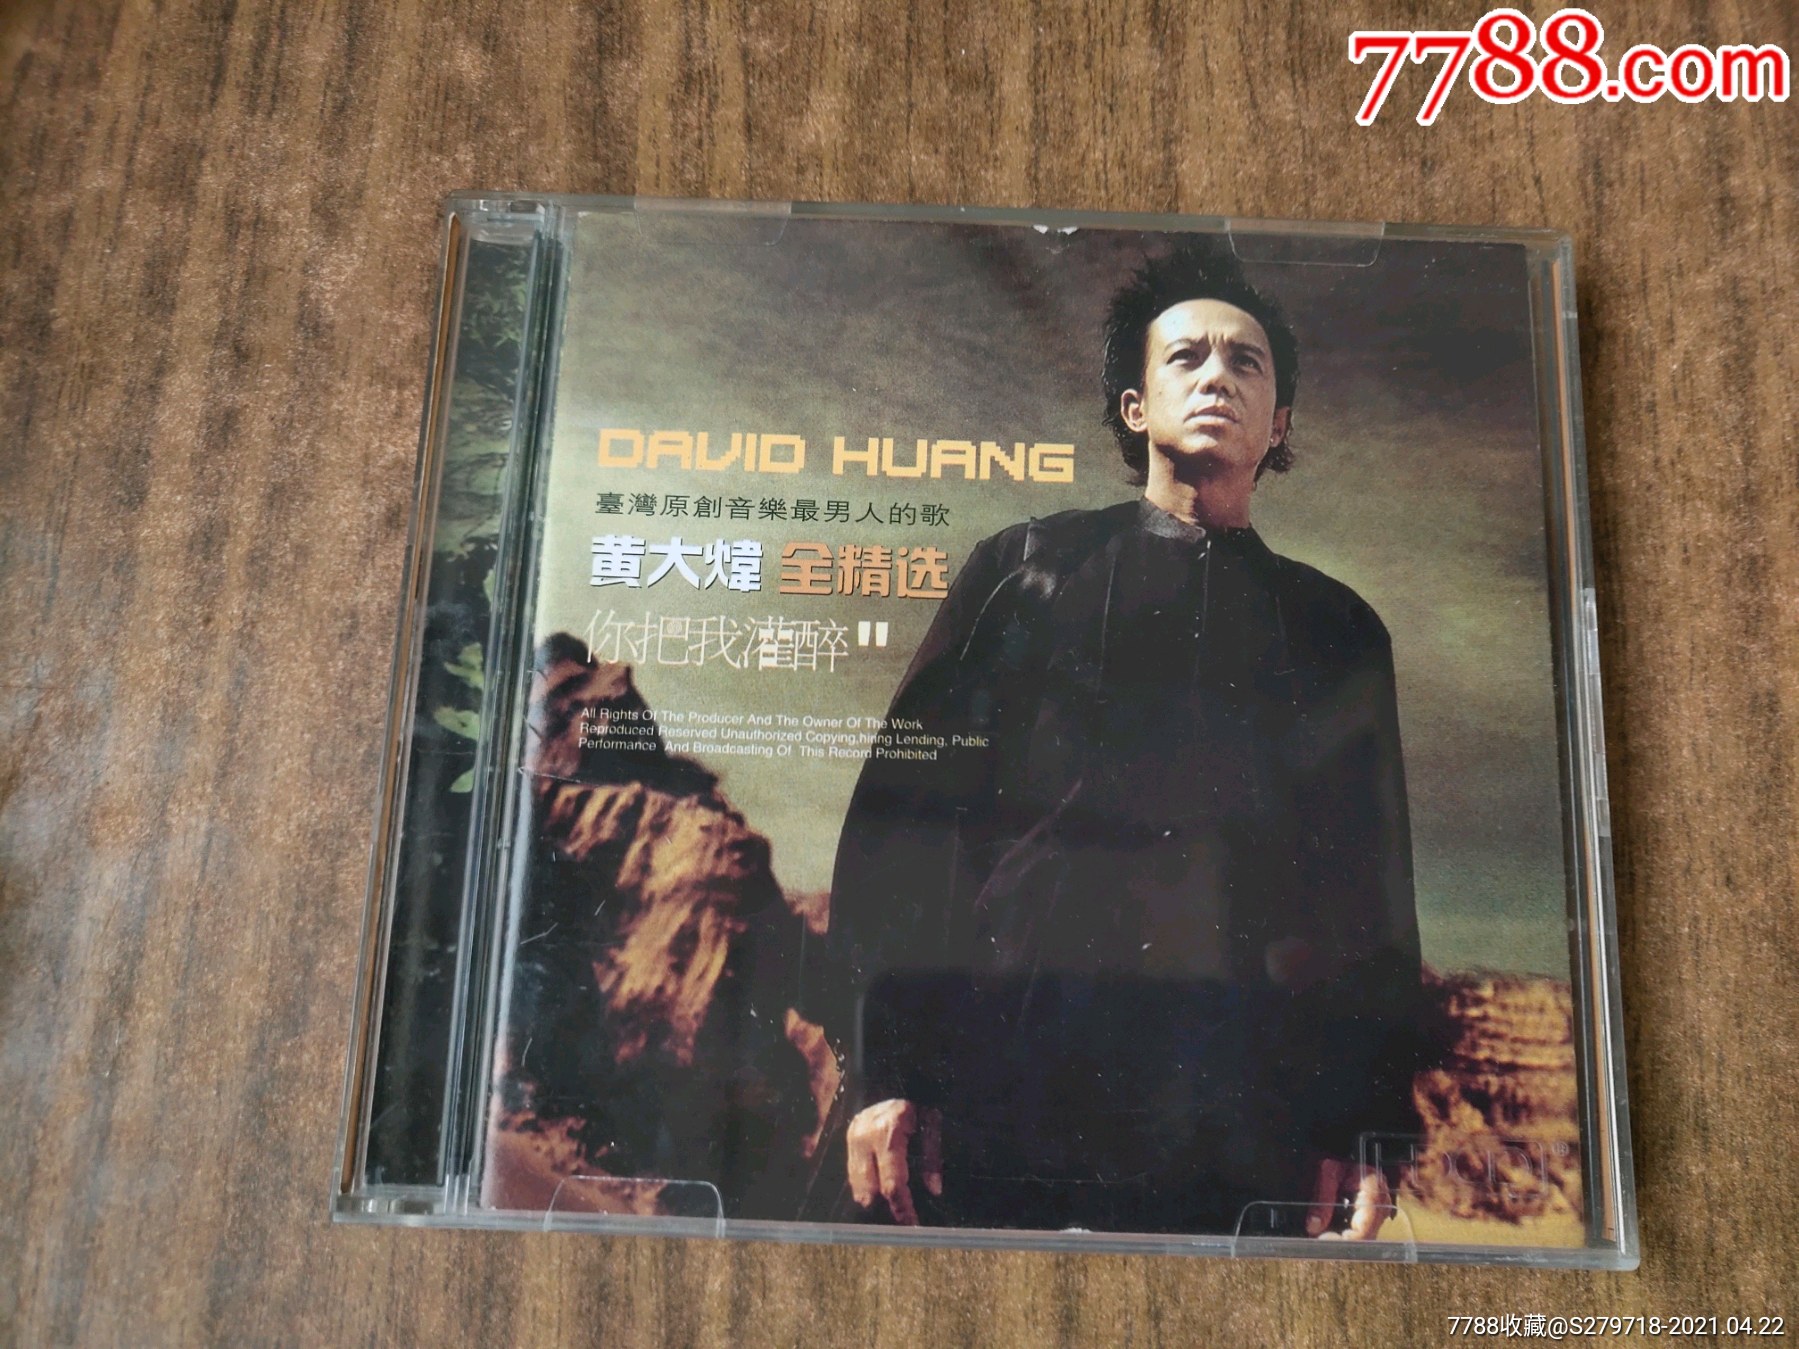 7788.com
DAVID HUANG
臺灣原創音樂最男人的歌
黄大煒 全精选
你把我灌醉"
All Rights Of The Producer And The Owner Of The Work
Reproduced Reserved Unauthorized Copying,hiring Lending, Public
Performance And Broadcasting Of This Record Prohibited
7788收藏@S279718-2021.04.22